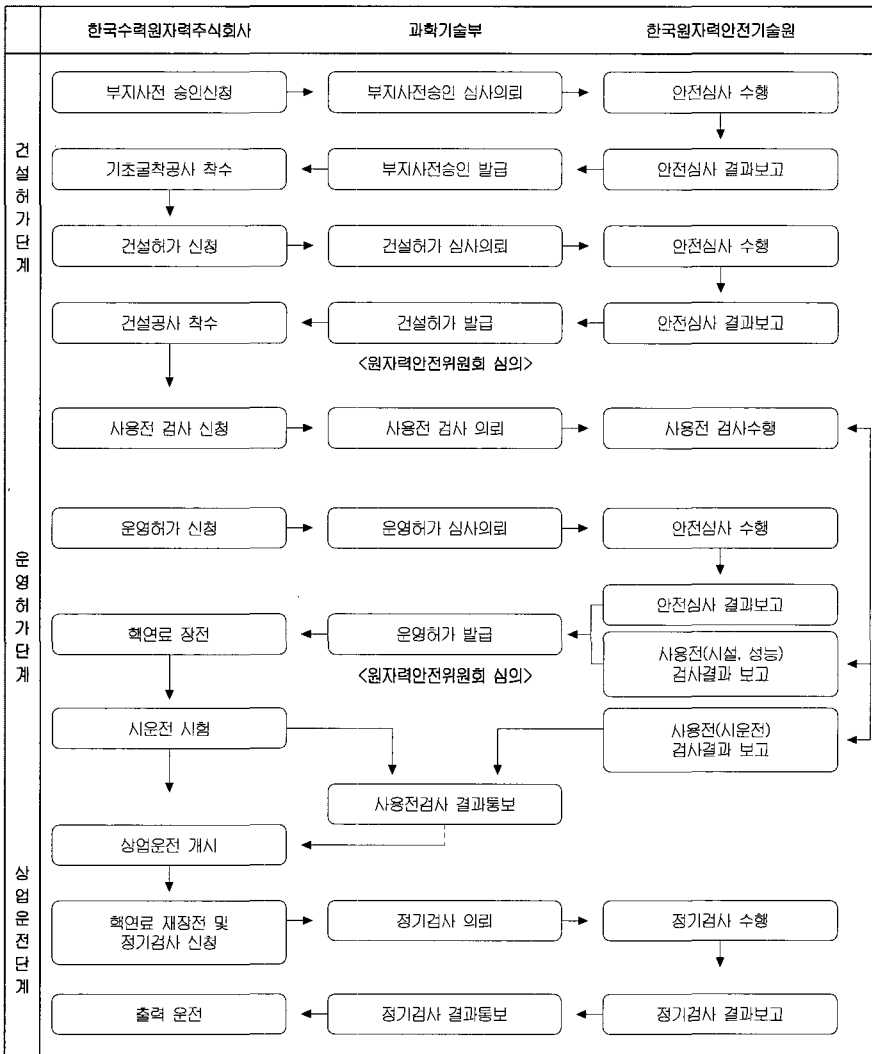 한국수력원자력주식회사
과학기술부
한국원자력안전기술원
건설허가단계
부지사전 승인신청
부지사전승인 심사의뢰
안전심사 수행
기초굴착공사 착수
부지사전승인 발급
안전심사 결과보고
건설허가 신청
건설허가 심사의뢰
안전심사 수행
건설공사 착수
건설허가 발급
안전심사 결과보고
<원자력안전위원회 심의>
운영허가단계
사용전 검사 신청
사용전 검사 의뢰
사용전 검사수행
운영허가 신청
운영허가 심사의뢰
안전심사 수행
안전심사 결과보고
핵연료 장전
운영허가 발급
사용전(시설, 성능)
검사결과 보고
<원자력안전위원회 심의>
시운전 시험
사용전(시운전)
검사결과 보고
사용전검사 결과통보
상업운전단계
상업운전 개시
핵연료 재장전 및
정기검사 신청
정기검사 의뢰
정기검사 수행
출력 운전
정기검사 결과통보
정기검사 결과보고